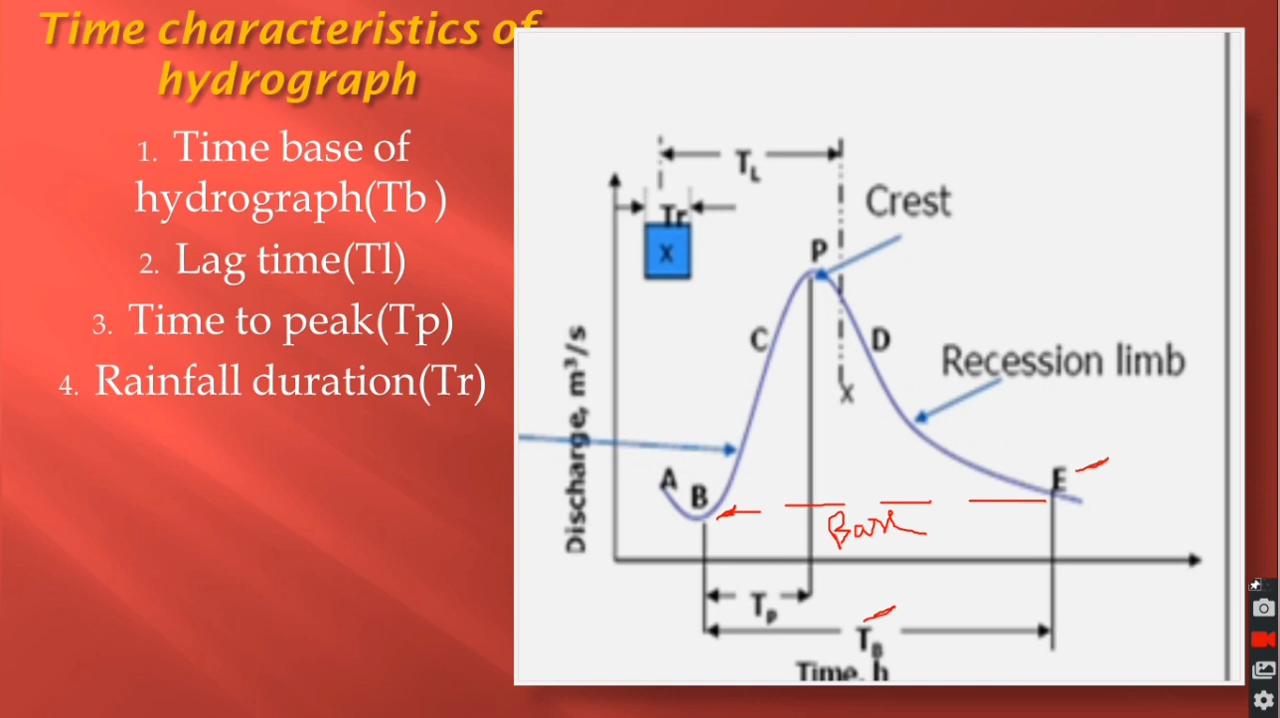 Time characteristics of
hydrograph
1. Time base of
hydrograph(Tb )
2. Lag time(Tl)
3. Time to peak(Tp)
4. Rainfall duration(Tr)
TL
Tr
X
Crest
P
C
D
Recession limb
X
Discharge, m³/s
A
B
E
Base
Tp
TB
Time, h